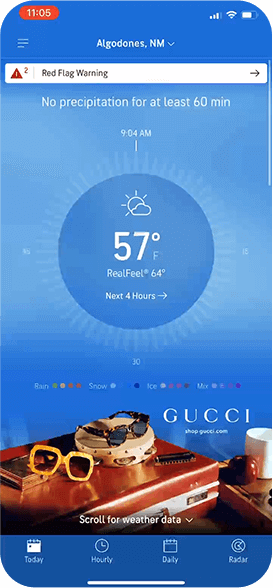 11:05
Algodones, NM
2
Red Flag Warning
No precipitation for at least 60 min
9:04 AM
57°
F
RealFeel® 64°
Next 4 Hours
30
Rain
Snow
Ice
Mix
GUCCI
shop gucci.com
Scroll for weather data
Today
Hourly
Daily
Radar